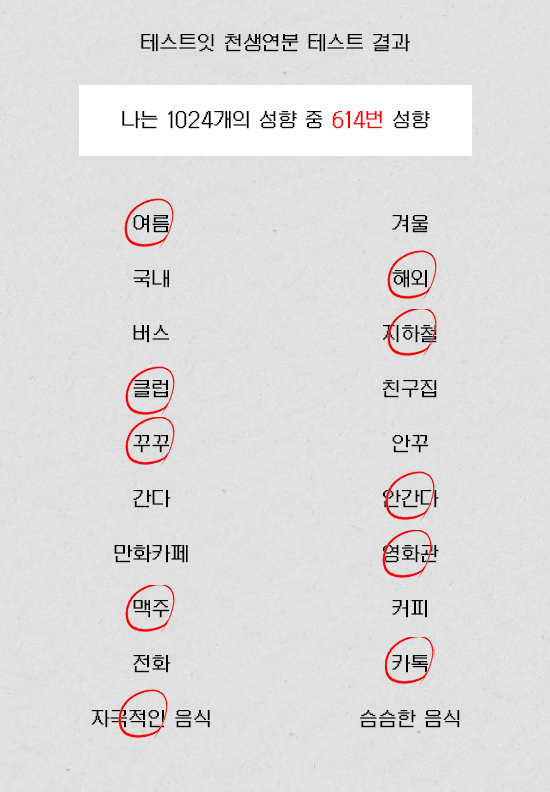 테스트잇 천생연분 테스트 결과
나는 1024개의 성향 중 614번 성향
여름 겨울
국내 해외
버스 지하철
클럽 친구집
꾸꾸 안꾸
간다 안간다
만화카페 영화관
맥주 커피
전화 카톡
자극적인 음식 슴슴한 음식